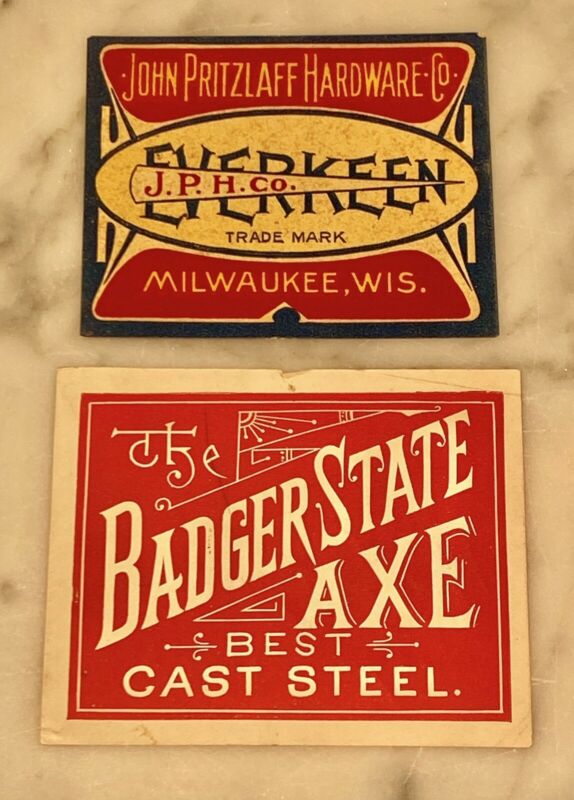 ·JOHN PRITZLAFF HARDWARE·CO·
EVERKEEN
J.P.H.CO.
TRADE MARK
MILWAUKEE, WIS.
The
BADGER STATE
AXE
BEST
CAST STEEL.